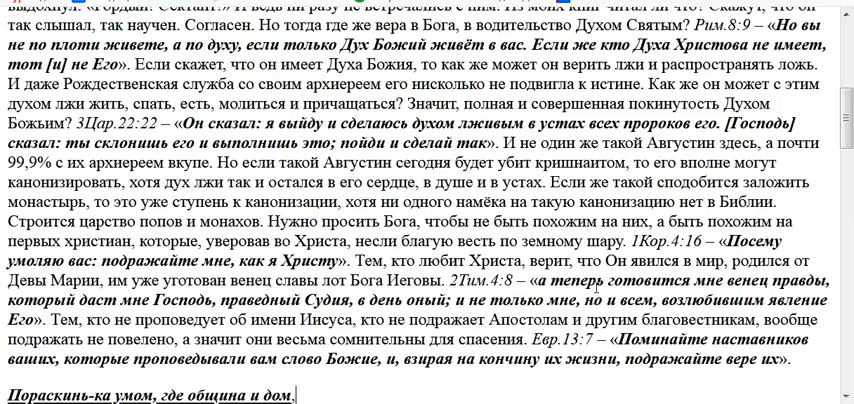 так слышал, так научен. Согласен. Но тогда где же вера в Бога, в водительство Духом Святым? Рим.8:9 – «Но вы
не по плоти живете, а по духу, если только Дух Божий живёт в вас. Если же кто Духа Христова не имеет,
тот [и] не Его». Если скажет, что он имеет Духа Божия, то как же может он верить лжи и распространять ложь.
И даже Рождественская служба со своим архиереем его нисколько не подвигла к истине. Как же он может с этим
духом лжи жить, спать, есть, молиться и причащаться? Значит, полная и совершенная покинутость Духом
Божьим? 3Цар.22:22 – «Он сказал: я выйду и сделаюсь духом лживым в устах всех пророков его. [Господь]
сказал: ты склонишь его и выполнишь это; пойди и сделай так». И не один же такой Августин здесь, а почти
99,9% с их архиереем вкупе. Но если такой Августин сегодня будет убит кришнаитом, то его вполне могут
канонизировать, хотя дух лжи так и остался в его сердце, в душе и в устах. Если же такой сподобится заложить
монастырь, то это уже ступень к канонизации, хотя ни одного намёка на такую канонизацию нет в Библии.
Строится царство попов и монахов. Нужно просить Бога, чтобы не быть похожим на них, а быть похожим на
первых христиан, которые, уверовав во Христа, несли благую весть по земному шару. 1Кор.4:16 – «Посему
умоляю вас: подражайте мне, как я Христу». Тем, кто любит Христа, верит, что Он явился в мир, родился от
Девы Марии, им уже уготован венец славы лот Бога Иеговы. 2Тим.4:8 – «а теперь готовится мне венец правды,
который даст мне Господь, праведный Судия, в день оный; и не только мне, но и всем, возлюбившим явление
Его». Тем, кто не проповедует об имени Иисуса, кто не подражает Апостолам и другим благовестникам, вообще
подражать не повелено, а значит они весьма сомнительны для спасения. Евр.13:7 – «Поминайте наставников
ваших, которые проповедывали вам слово Божие, и, взирая на кончину их жизни, подражайте вере их».
Пораскинь-ка умом, где община и дом,